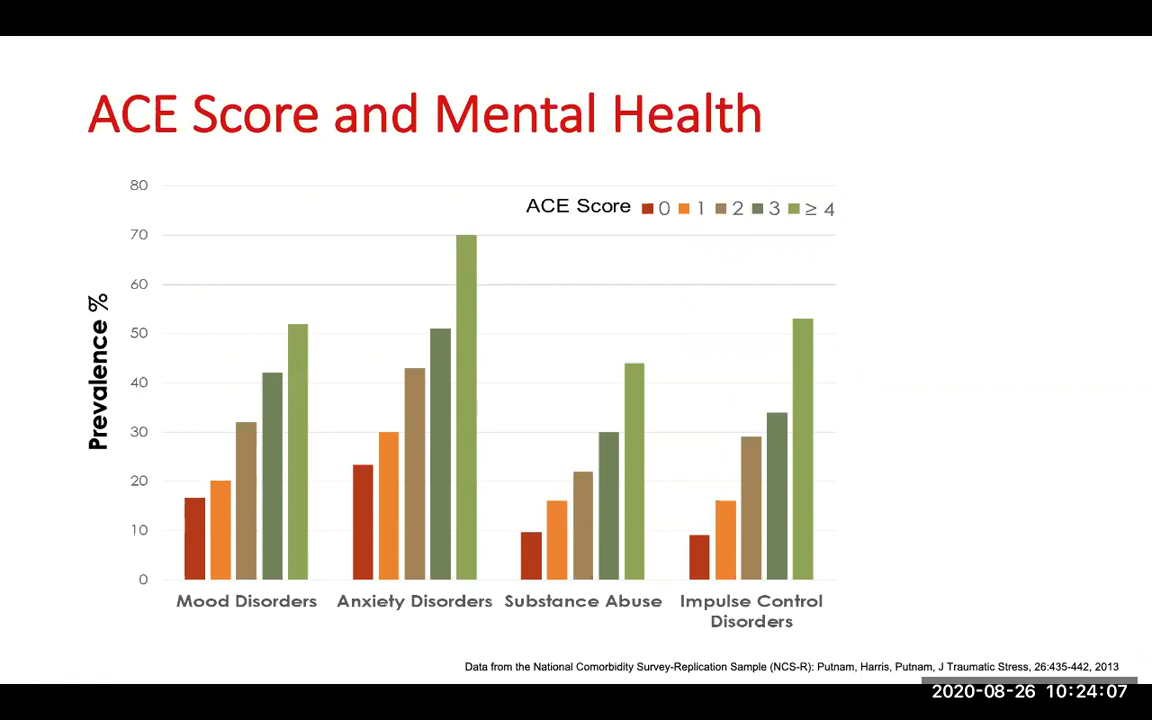 ACE Score and Mental Health
80
ACE Score 0 1 2 3 ≥ 4
70
60
50
40
30
20
10
0
Prevalence %
Mood Disorders Anxiety Disorders Substance Abuse Impulse Control
Disorders
Data from the National Comorbidity Survey-Replication Sample (NCS-R): Putnam, Harris, Putnam, J Traumatic Stress, 26:435-442, 2013
2020-08-26 10:24:07